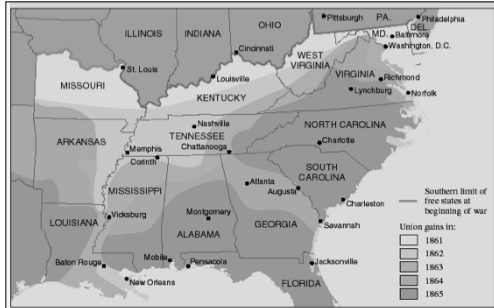 Pittsburgh
PA.
Philadelphia
OHIO
INDIANA
ILLINOIS
DEL.
MD.
Baltimore
Washington, D.C.
Cincinnati
WEST
VIRGINIA
St. Louis
Louisville
VIRGINIA
Richmond
MISSOURI
KENTUCKY
Lynchburg
Norfolk
Nashville
NORTH CAROLINA
TENNESSEE
ARKANSAS
Memphis
Chattanooga
Charlotte
Corinth
SOUTH
CAROLINA
MISSISSIPPI
Atlanta
Augusta
Charleston
LOUISIANA
Vicksburg
Montgomery
GEORGIA
Savannah
ALABAMA
Baton Rouge
Mobile
Pensacola
Jacksonville
New Orleans
FLORIDA
Southern limit of
free states at
beginning of war
Union gains in:
1861
1862
1863
1864
1865